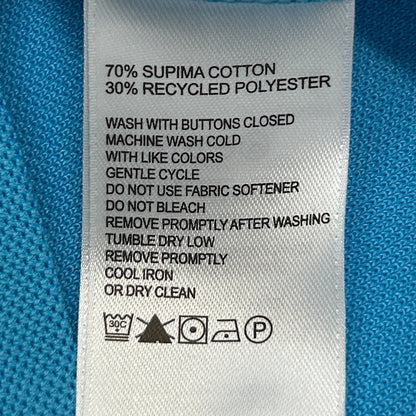 70% SUPIMA COTTON
30% RECYCLED POLYESTER
WASH WITH BUTTONS CLOSED
MACHINE WASH COLD
WITH LIKE COLORS
GENTLE CYCLE
DO NOT USE FABRIC SOFTENER
DO NOT BLEACH
REMOVE PROMPTLY AFTER WASHING
TUMBLE DRY LOW
REMOVE PROMPTLY
COOL IRON
OR DRY CLEAN
30C P